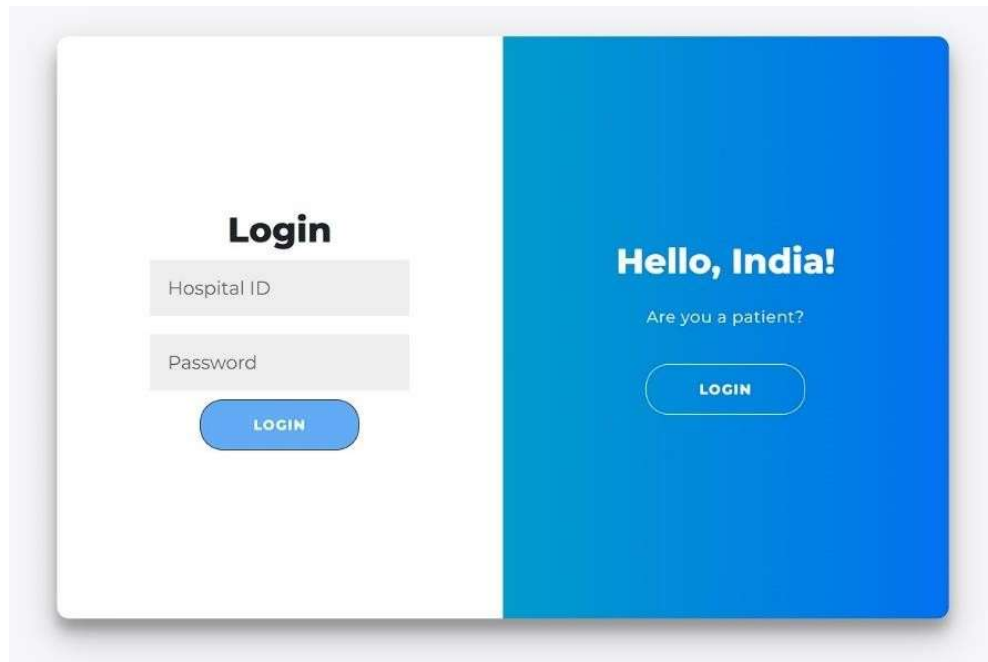 Login
Hospital ID
Password
LOGIN
Hello, India!
Are you a patient?
LOGIN